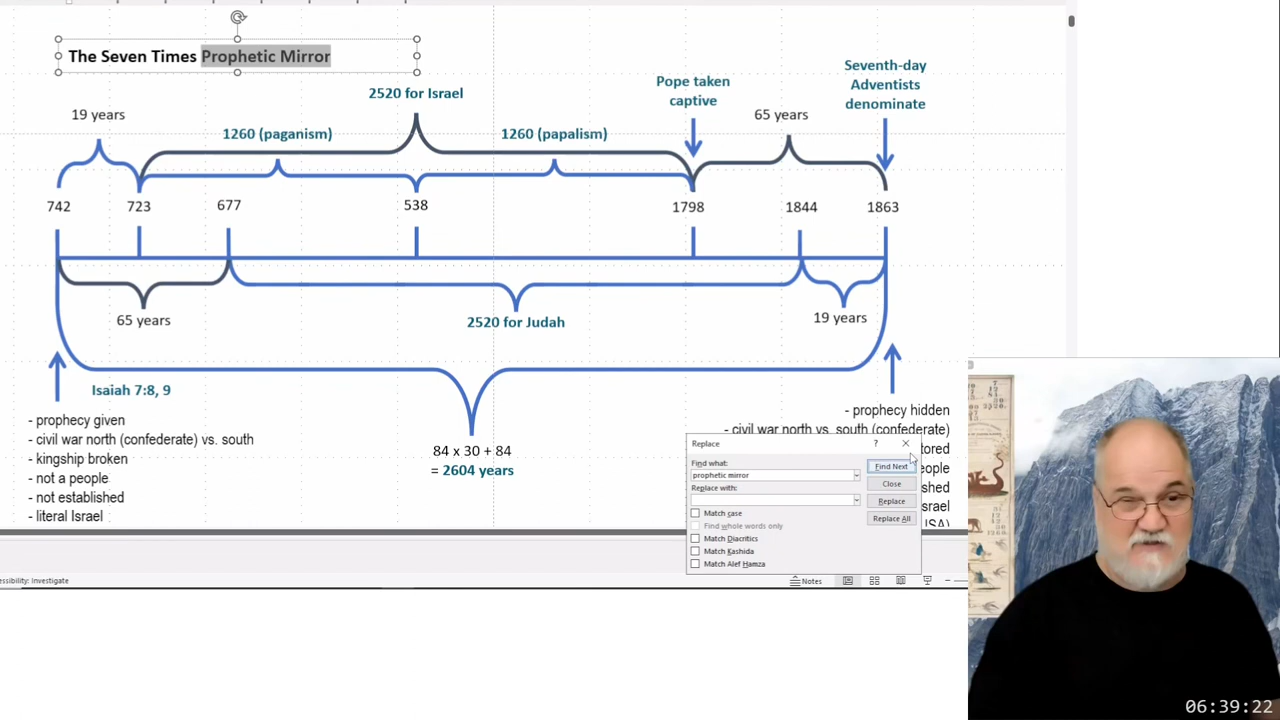 The Seven Times Prophetic Mirror
2520 for Israel
Pope taken
captive
Seventh-day
Adventists
denominate
19 years
1260 (paganism)
1260 (papalism)
65 years
742
723
677
538
1798
1844
1863
65 years
2520 for Judah
19 years
Isaiah 7:8, 9
- prophecy given
- civil war north (confederate) vs. south
- kingship broken
- not a people
- not established
- literal Israel
84 x 30 + 84
= 2604 years
- prophecy hidden
- civil war north vs. south (confederate)
Replace
?
Find what:
prophetic mirror
Replace with:
Match case
Find whole words only
Match Diacritics
Match Kashida
Match Alef Hamza
Find Next
Close
Replace
Replace All
Notes
06:39:22